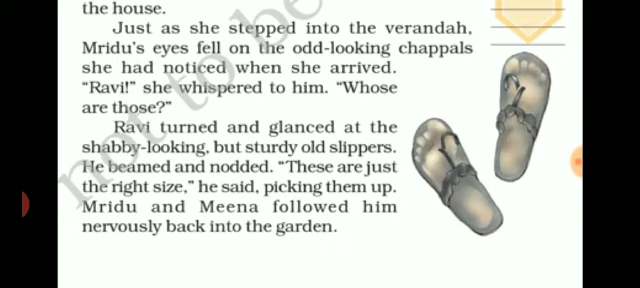 the house.
Just as she stepped into the verandah,
Mridu's eyes fell on the odd-looking chappals
she had noticed when she arrived.
“Ravi!” she whispered to him. “Whose
are those?”
Ravi turned and glanced at the
shabby-looking, but sturdy old slippers.
He beamed and nodded. “These are just
the right size,” he said, picking them up.
Mridu and Meena followed him
nervously back into the garden.
not to be